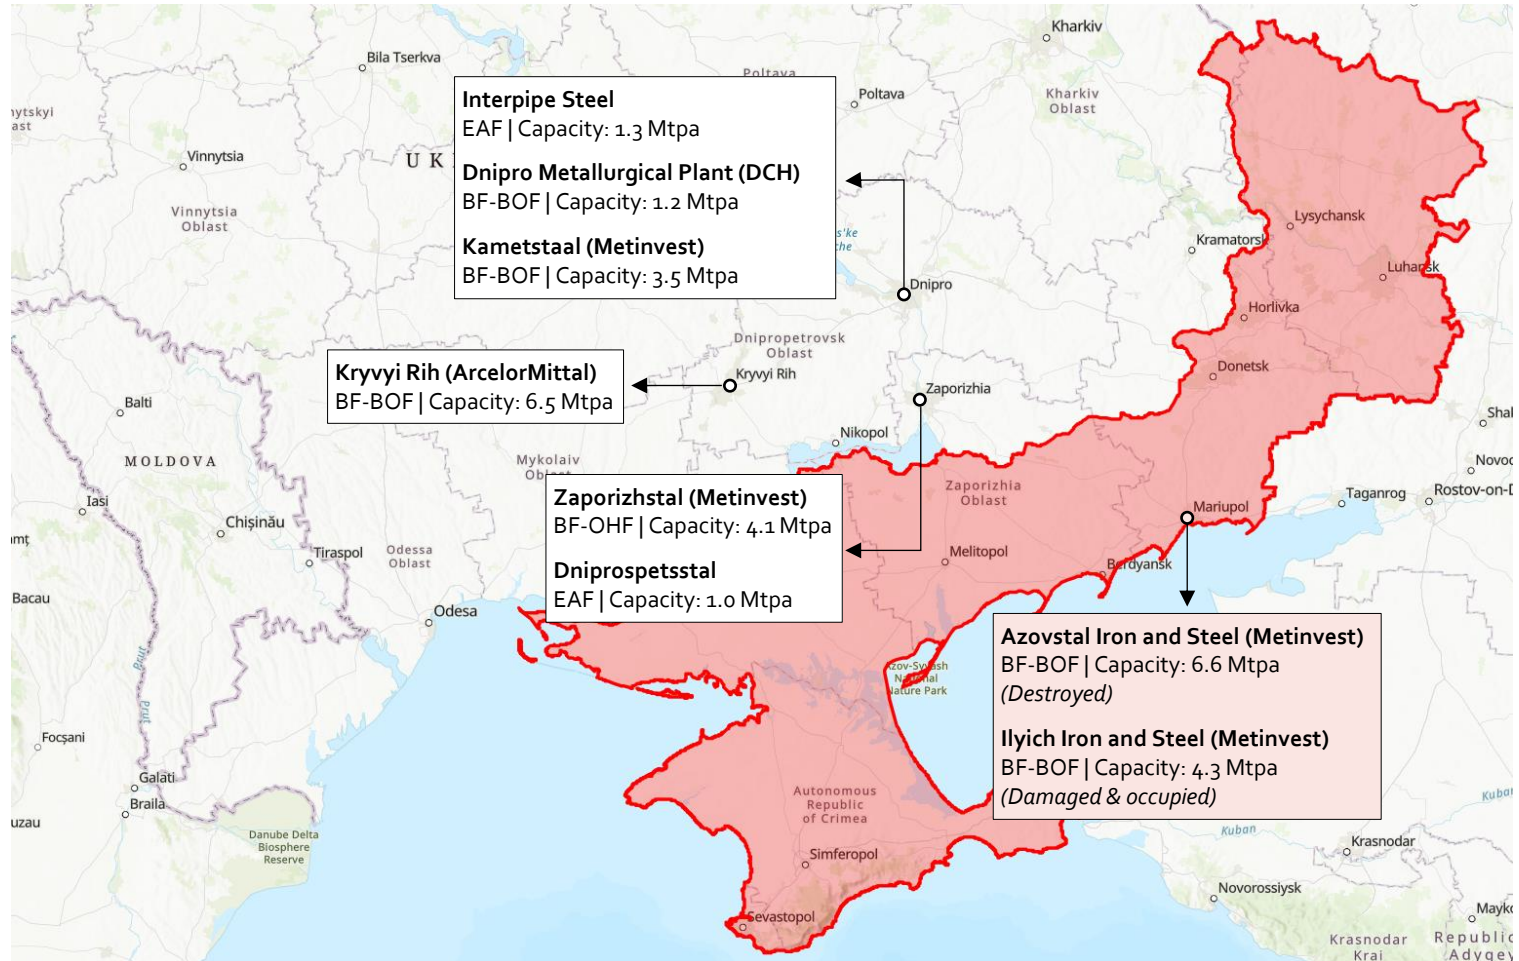 Kharkiv
Bila Tserkva
Poltava
Poltava
Kharkiv
Oblast
Vinnytsia
Vinnytsia
Oblast
Interpipe Steel
EAF | Capacity: 1.3 Mtpa
Dnipro Metallurgical Plant (DCH)
BF-BOF | Capacity: 1.2 Mtpa
Kametstaal (Metinvest)
BF-BOF | Capacity: 3.5 Mtpa
Lysychansk
Kramatorsk
Luhansk
Dnipro
Horlivka
Dnipropetrovsk
Oblast
Kryvyi Rih (ArcelorMittal)
BF-BOF | Capacity: 6.5 Mtpa
Kryvyi Rih
Zaporizhia
Donetsk
Balti
Nikopol
MOLDOVA
Mykolaiv
Iasi
Chișinău
Tiraspol
Odessa
Oblast
Zaporizhstal (Metinvest)
BF-OHF | Capacity: 4.1 Mtpa
Dniprospetsstal
EAF | Capacity: 1.0 Mtpa
Zaporizhia
Oblast
Mariupol
Taganrog
Rostov-on-D
Melitopol
Berdyansk
Bacau
Odesa
Prut
Prut
Azovstal Iron and Steel (Metinvest)
BF-BOF | Capacity: 6.6 Mtpa
(Destroyed)
Ilyich Iron and Steel (Metinvest)
BF-BOF | Capacity: 4.3 Mtpa
(Damaged & occupied)
Nature Park
Focșani
Galati
Braila
Danube Delta
Biosphere
Reserve
Autonomous
Republic
of Crimea
Simferopol
Sevastopol
Kuban
Krasnodar
Novorossiysk
Krasnodar
Krai